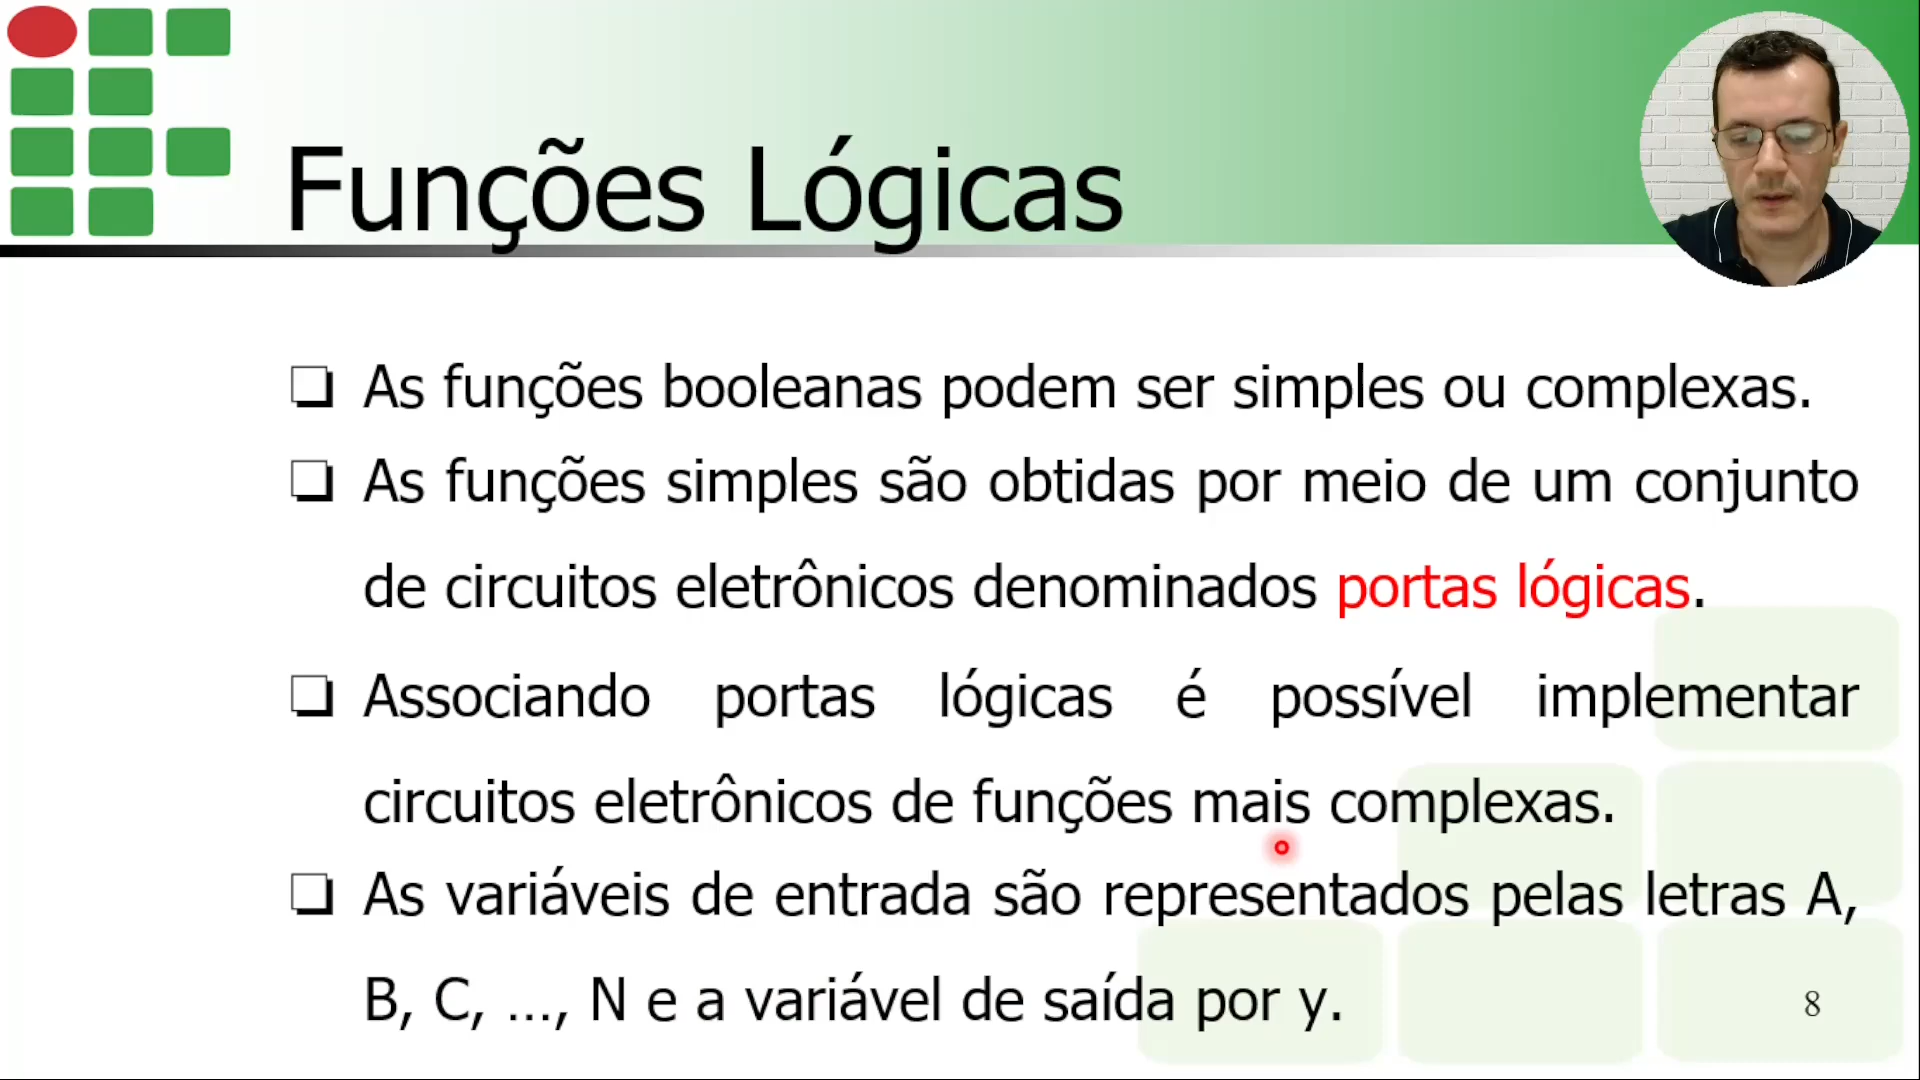 Funções Lógicas
As funções booleanas podem ser simples ou complexas.
As funções simples são obtidas por meio de um conjunto
de circuitos eletrônicos denominados portas lógicas.
Associando portas lógicas é possível implementar
circuitos eletrônicos de funções mais complexas.
As variáveis de entrada são representados pelas letras A,
B, C, ..., N e a variável de saída por y.
8